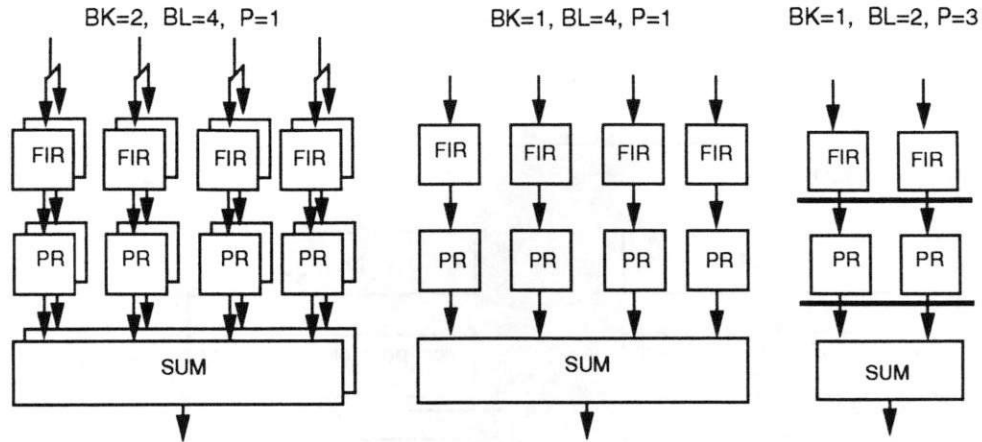 BK=2, BL=4, P=1
BK=1, BL=4, P=1
BK=1, BL=2, P=3
FIR FIR FIR FIR
FIR FIR FIR FIR
FIR FIR
PR PR PR PR
PR PR PR PR
PR PR
SUM
SUM
SUM